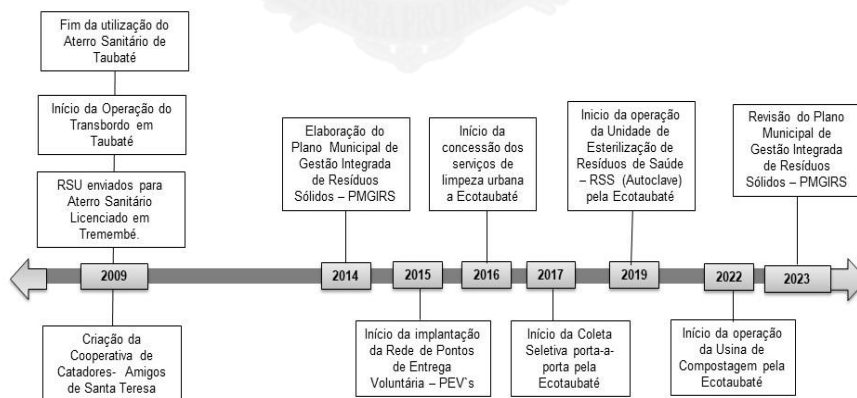 Fim da utilização do
Aterro Sanitário de
Taubaté
Início da Operação do
Transbordo em
Taubaté
RSU enviados para
Aterro Sanitário
Licenciado em
Tremembé.
2009
Criação da
Cooperativa de
Catadores- Amigos
de Santa Teresa
Elaboração do
Plano Municipal de
Gestão Integrada
de Resíduos
Sólidos – PMGIRS
2014
2015
Início da implantação
da Rede de Pontos
de Entrega
Voluntária – PEV`s
Início da
concessão dos
serviços de
limpeza urbana
a Ecotaubaté
2016
2017
Início da Coleta
Seletiva porta-a-
porta pela
Ecotaubaté
Inicio da operação
da Unidade de
Esterilização de
Resíduos de Saúde
– RSS (Autoclave)
pela Ecotaubaté
2019
2022
Início da operação
da Usina de
Compostagem pela
Ecotaubaté
Revisão do Plano
Municipal de
Gestão Integrada
de Resíduos
Sólidos – PMGIRS
2023